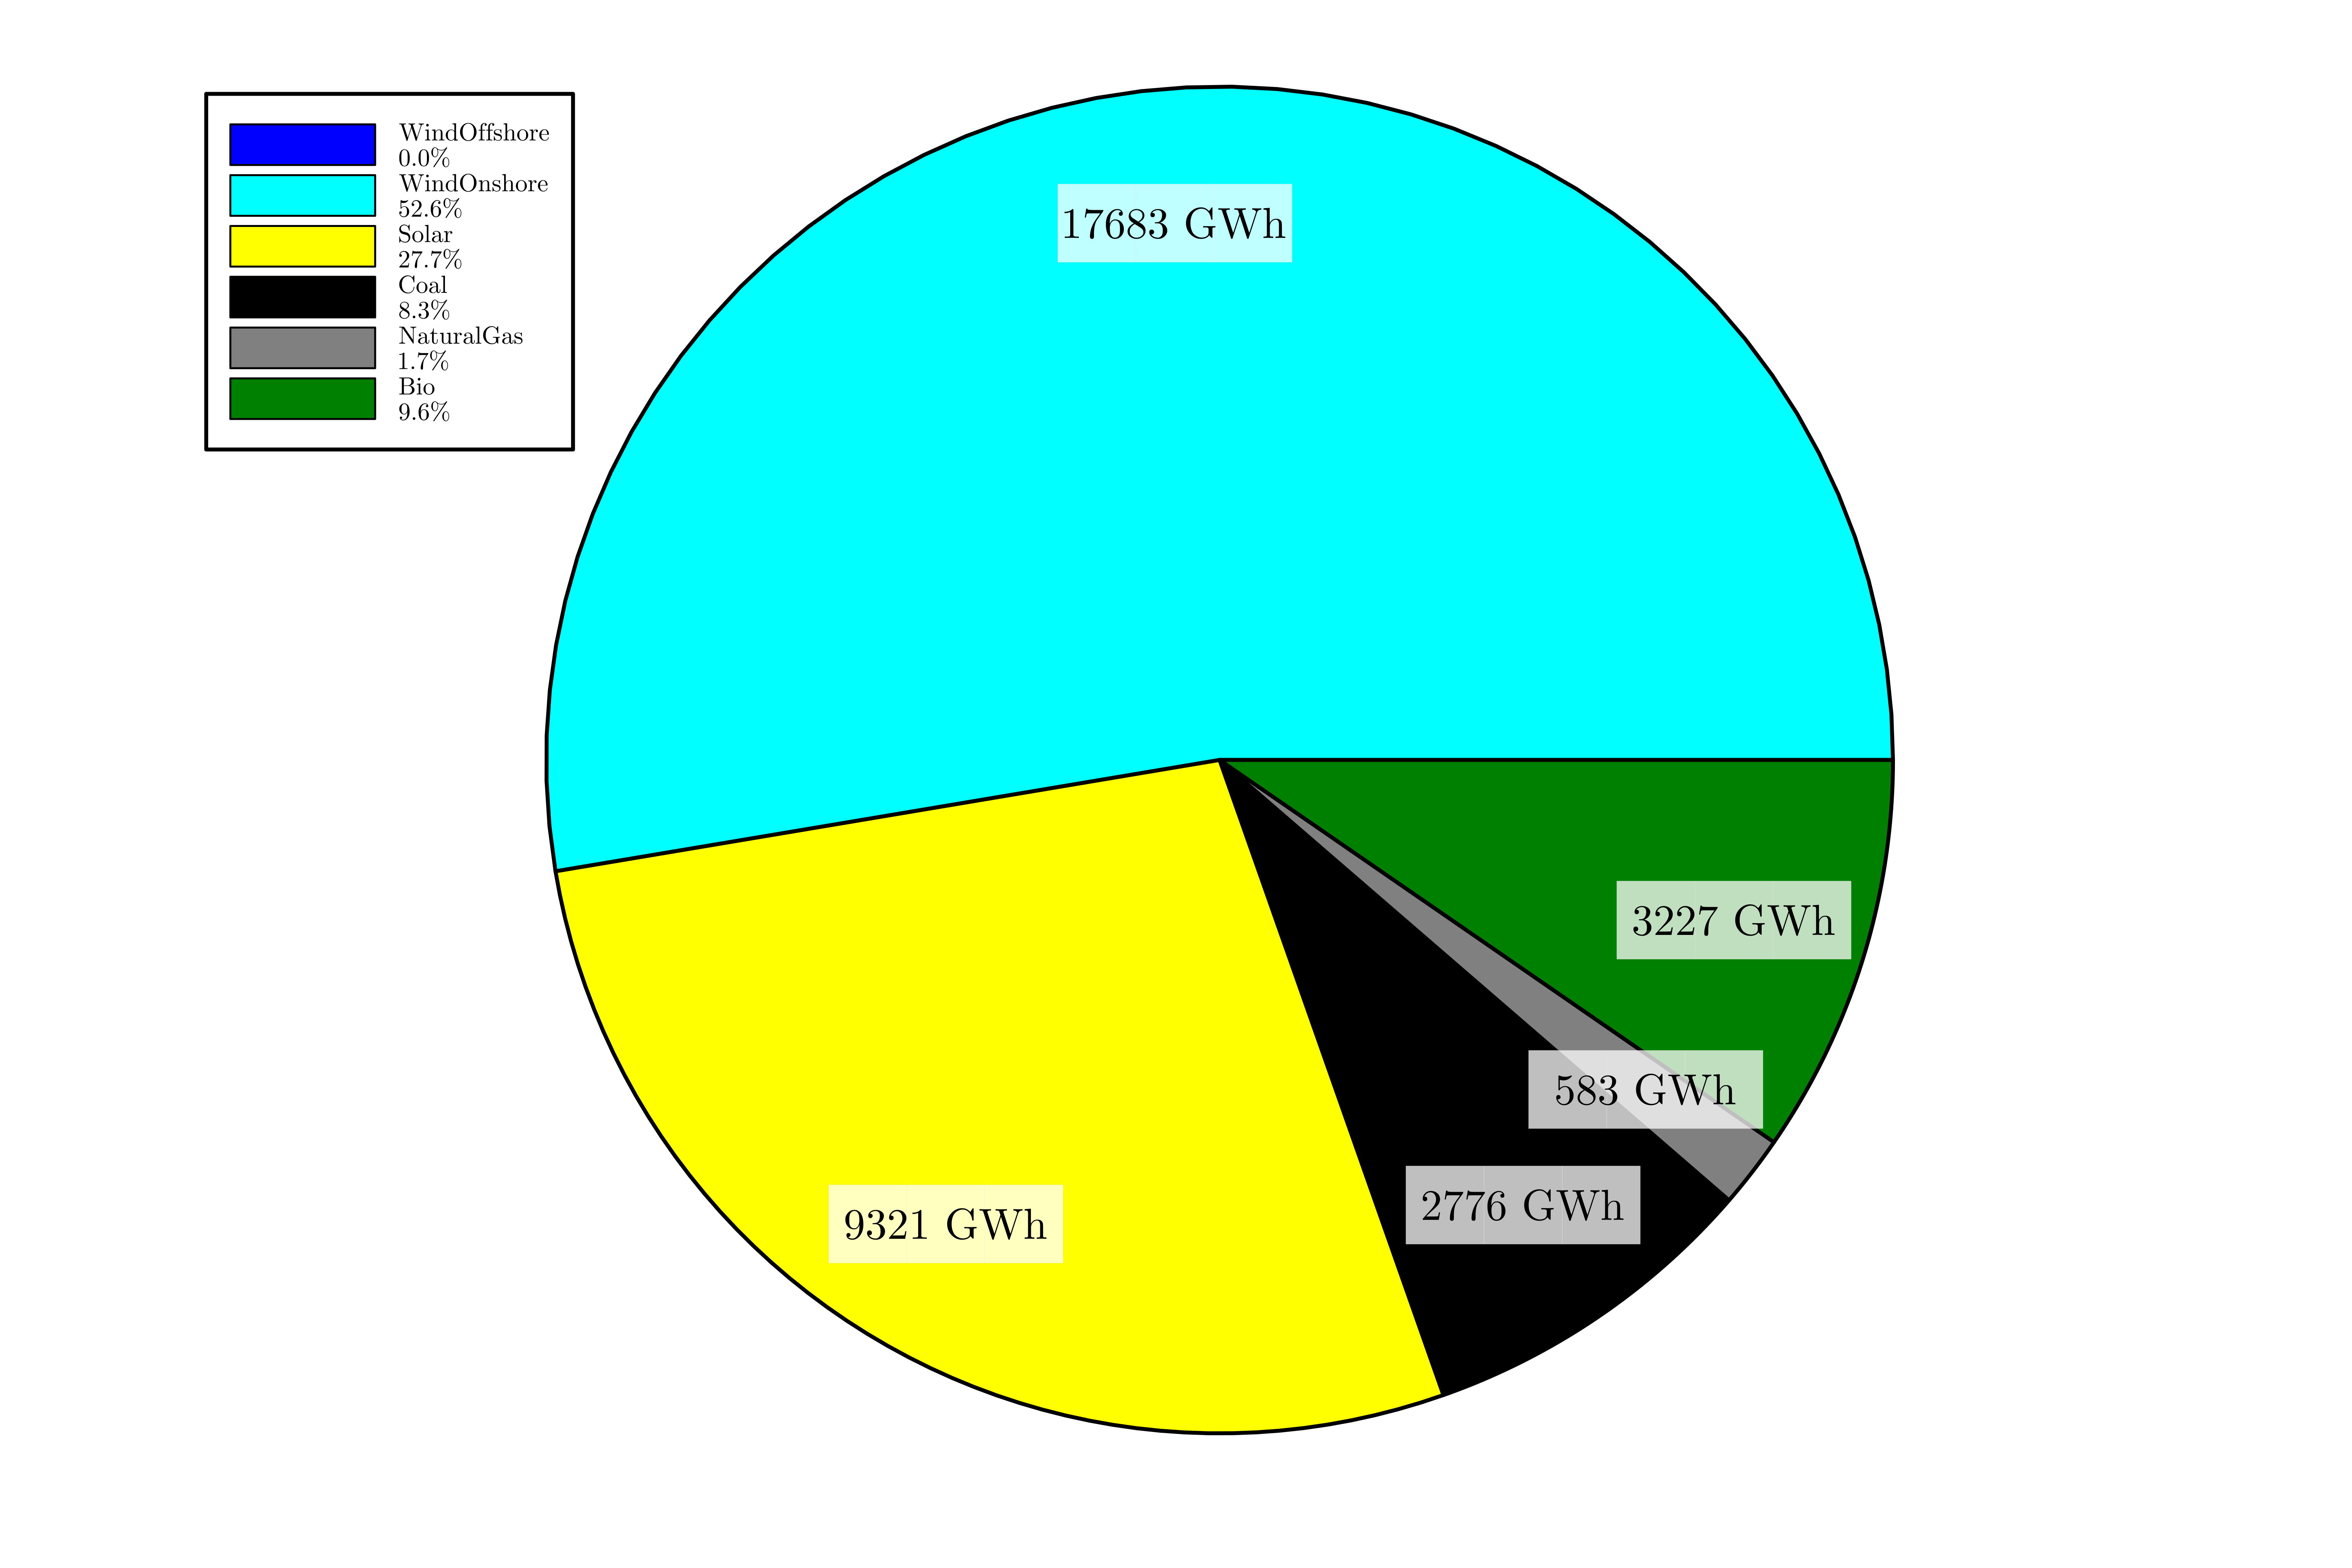 WindOffshore
0.0%
WindOnshore
52.6%
Solar
27.7%
Coal
8.3%
NaturalGas
1.7%
Bio
9.6%
17683 GWh
3227 GWh
583 GWh
2776 GWh
9321 GWh